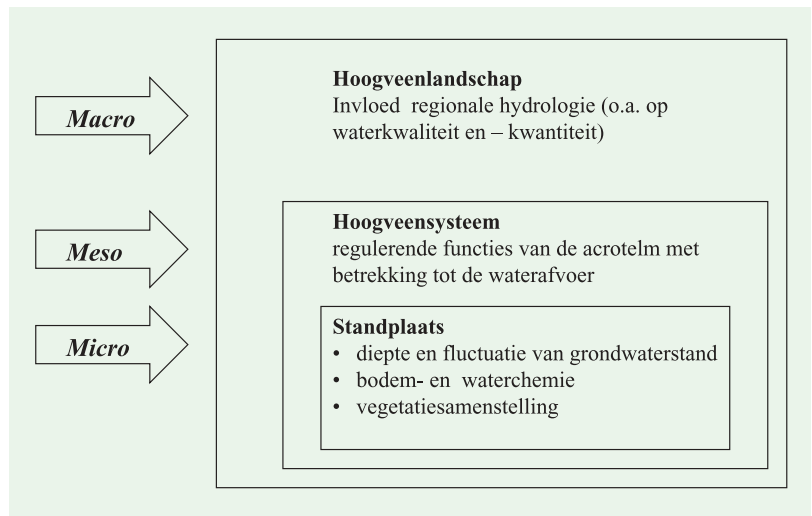 Macro
Hoogveenlandschap
Invloed regionale hydrologie (o.a. op
waterkwaliteit en – kwantiteit)
Meso
Hoogveensysteem
regulerende functies van de acrotelm met
betrekking tot de waterafvoer
Micro
Standplaats
• diepte en fluctuatie van grondwaterstand
• bodem- en waterchemie
• vegetatiesamenstelling